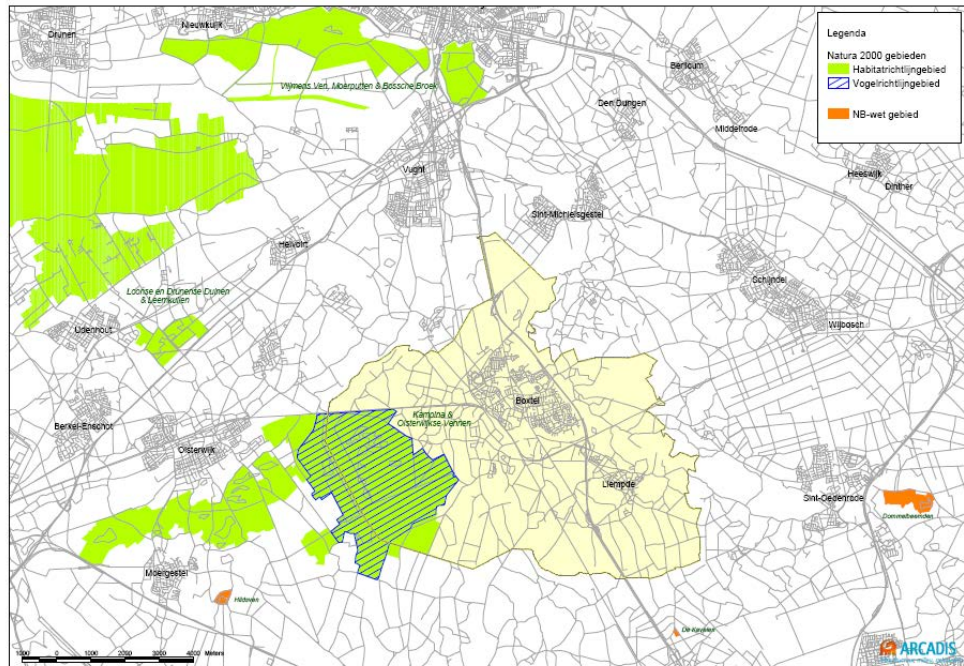 Drunen
Nieuwkuijk
Vlijmens Ven, Moerputten & Bossche Broek
Berlicum
Den Dungen
Middelrode
Heeswijk
Dinther
Vught
Sint-Michielsgestel
Helvoirt
Schijndel
Wijbosch
Loonse en Drunense Duinen
& Leemkuilen
Udenhout
Boxtel
Kampina &
Oisterwijkse Vennen
Berkel-Enschot
Oisterwijk
Liempde
Sint-Oedenrode
Dommelbeemden
Moergestel
Hildsven
De Kavelen
1000 0 1000 2000 3000 4000 Meters
Legenda
Natura 2000 gebieden
Habitatrichtlijngebied
Vogelrichtlijngebied
NB-wet gebied
ARCADIS